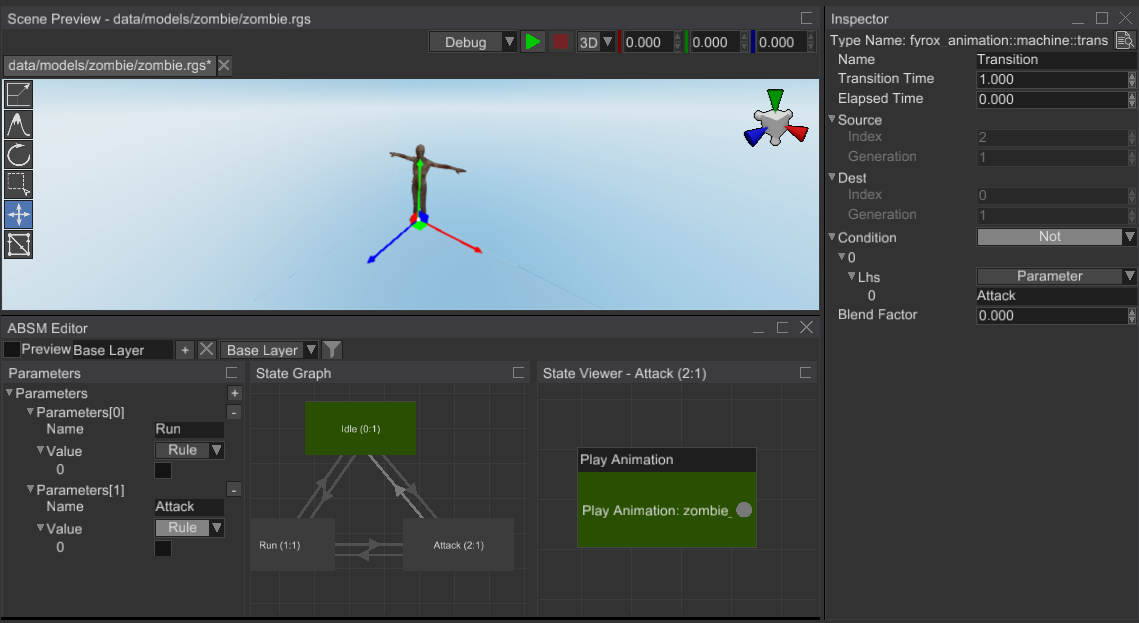 Scene Preview - data/models/zombie/zombie.rgs
Debug
3D
0.000
0.000
0.000
data/models/zombie/zombie.rgs*
ABSM Editor
Preview
Base Layer
+
Base Layer
Parameters
Parameters
+
Parameters[0]
-
Name
Run
Value
Rule
0
Parameters[1]
-
Name
Attack
Value
Rule
0
State Graph
Idle (0:1)
Run (1:1)
Attack (2:1)
State Viewer - Attack (2:1)
Play Animation
Play Animation: zombie_
Inspector
Type Name: fyrox_animation::machine::trans
Name
Transition
Transition Time
1.000
Elapsed Time
0.000
Source
Index
2
Generation
1
Dest
Index
0
Generation
1
Condition
Not
0
Lhs
Parameter
0
Attack
Blend Factor
0.000